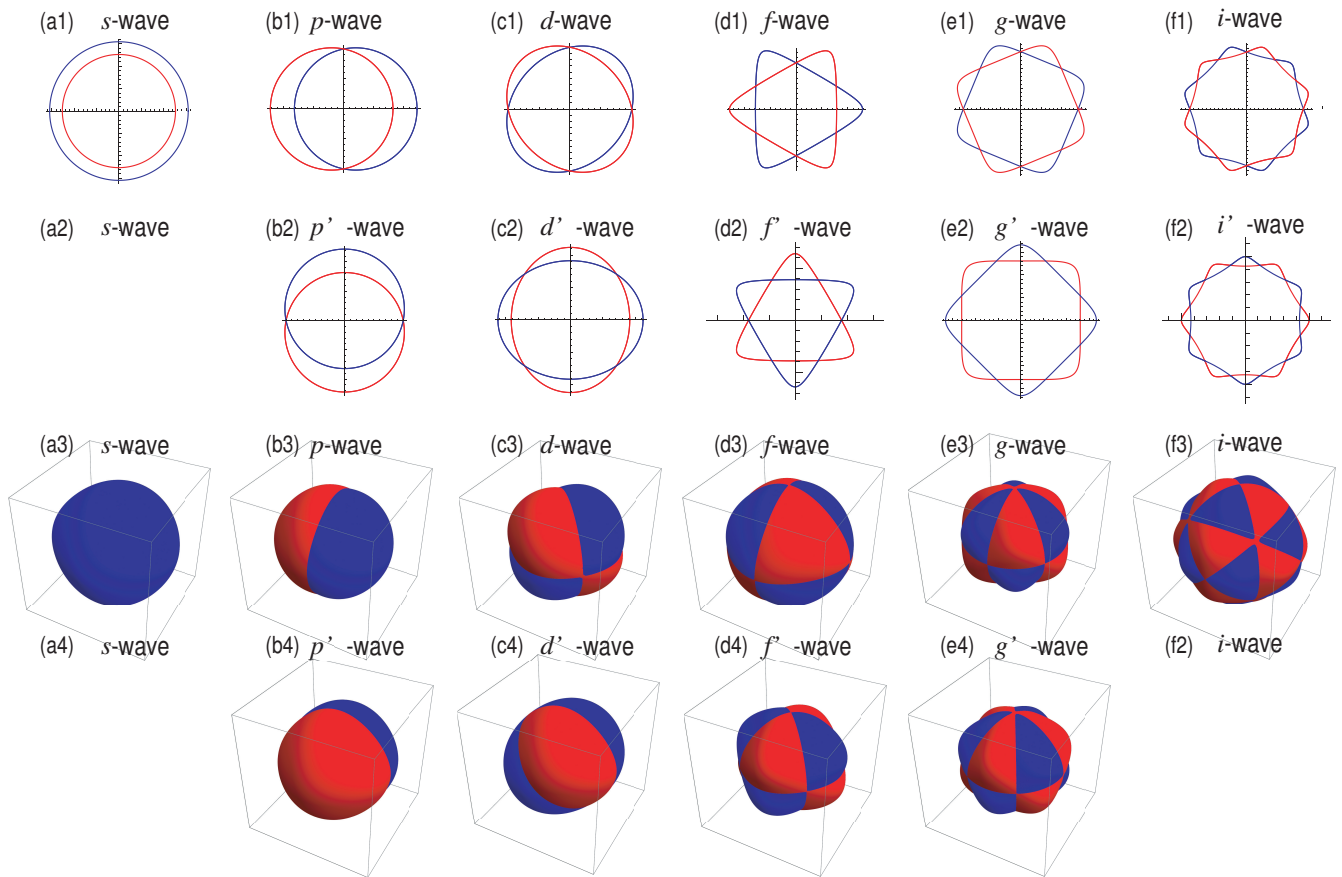 (a1) s-wave (b1) p-wave (c1) d-wave (d1) f-wave (e1) g-wave (f1) i-wave
(a2) s-wave (b2) p’ -wave (c2) d’ -wave (d2) f’ -wave (e2) g’ -wave (f2) i’ -wave
(a3) s-wave (b3) p-wave (c3) d-wave (d3) f-wave (e3) g-wave (f3) i-wave
(a4) s-wave (b4) p’ -wave (c4) d’ -wave (d4) f’ -wave (e4) g’ -wave (f2) i-wave